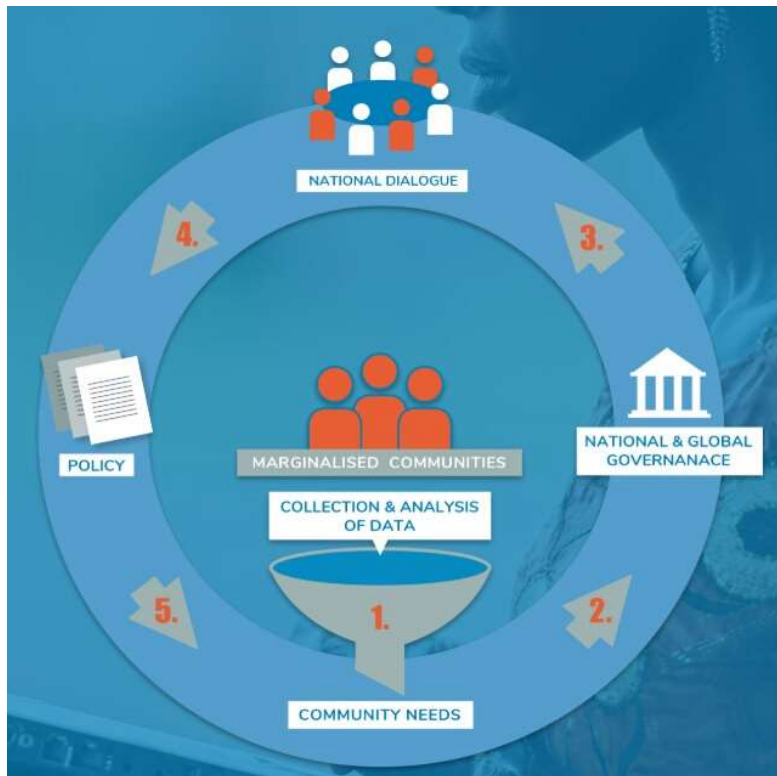 NATIONAL DIALOGUE
4.
3.
NATIONAL & GLOBAL
GOVERNANACE
POLICY
MARGINALISED COMMUNITIES
COLLECTION & ANALYSIS
OF DATA
5.
1.
2.
COMMUNITY NEEDS